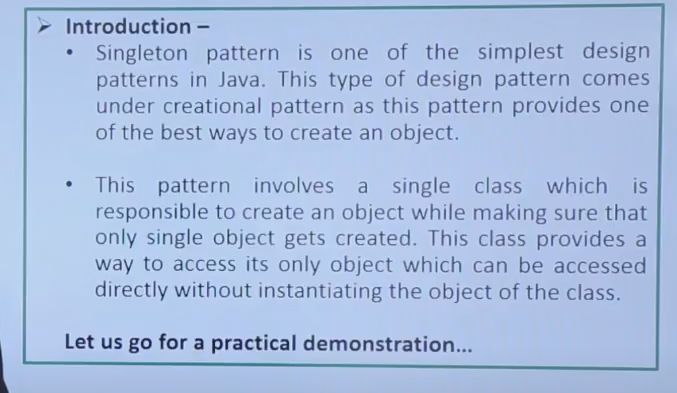 ➢ Introduction –
• Singleton pattern is one of the simplest design
patterns in Java. This type of design pattern comes
under creational pattern as this pattern provides one
of the best ways to create an object.
• This pattern involves a single class which is
responsible to create an object while making sure that
only single object gets created. This class provides a
way to access its only object which can be accessed
directly without instantiating the object of the class.
Let us go for a practical demonstration...